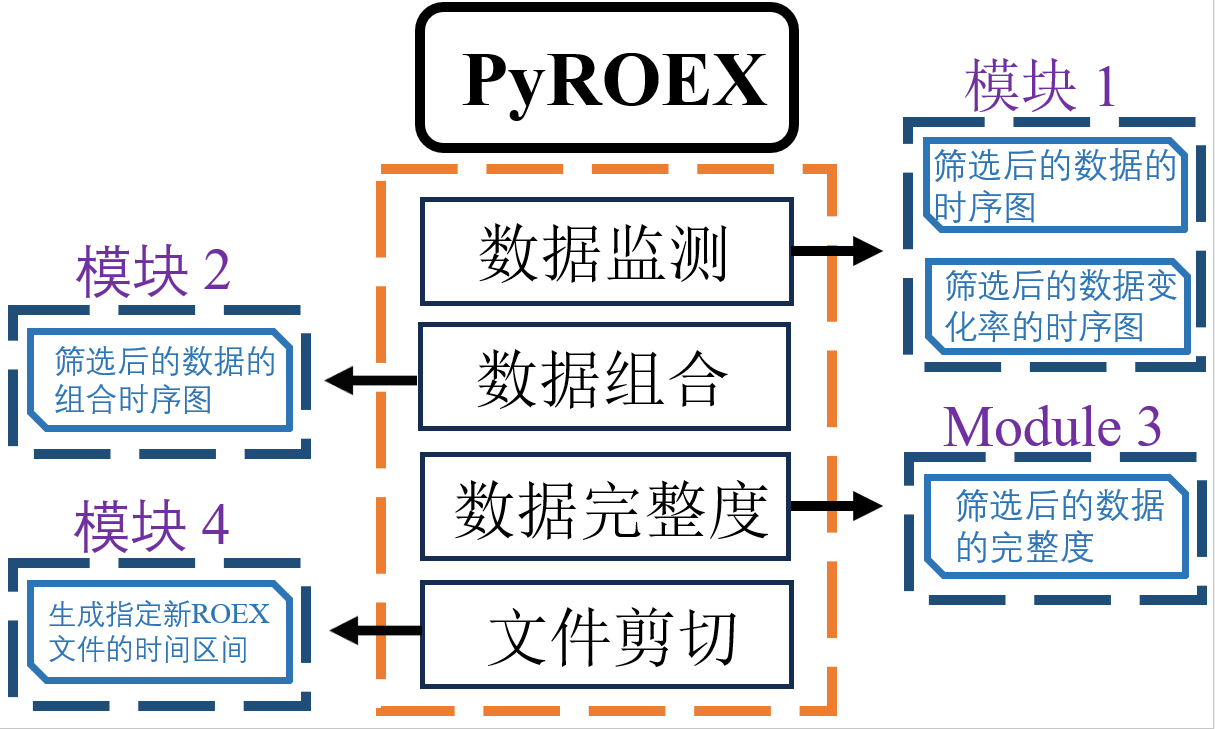 PyROEX
模块 1
筛选后的数据的
时序图
筛选后的数据变
化率的时序图
数据监测
模块 2
筛选后的数据的
组合时序图
数据组合
Module 3
筛选后的数据
的完整度
数据完整度
模块 4
生成指定新ROEX
文件的时间区间
文件剪切